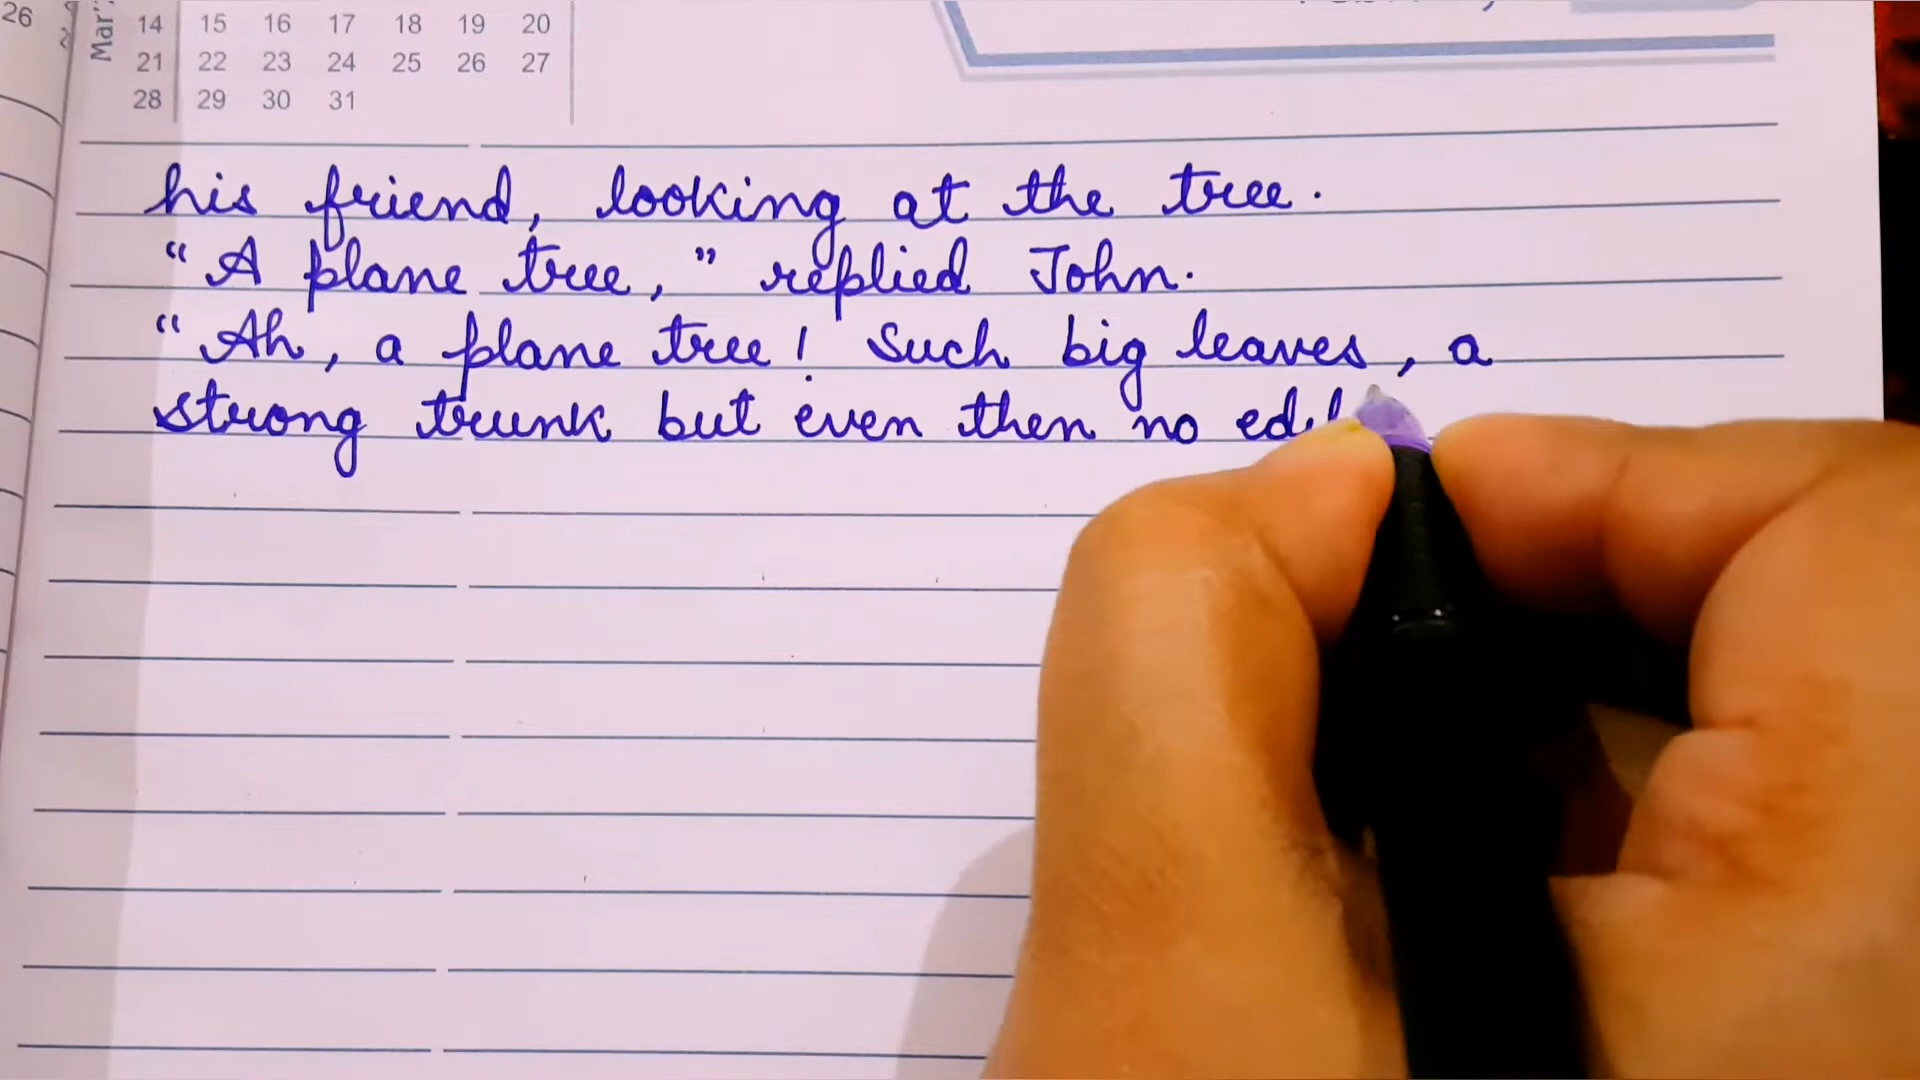 26
Mar'
14 15 16 17 18 19 20
21 22 23 24 25 26 27
28 29 30 31
his friend, looking at the tree.
"A plane tree," replied John.
"Ah, a plane tree! Such big leaves, a
strong trunk but even then no